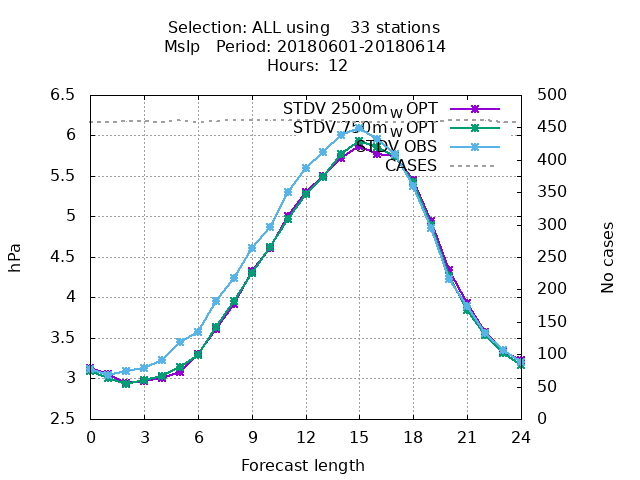 Selection: ALL using    33 stations
Mslp   Period: 20180601-20180614
Hours:  12
STDV 2500m_W OPT
STDV 750m_W OPT
STDV OBS
CASES
hPa
6.5
6
5.5
5
4.5
4
3.5
3
2.5
No cases
500
450
400
350
300
250
200
150
100
50
0
0 3 6 9 12 15 18 21 24
Forecast length